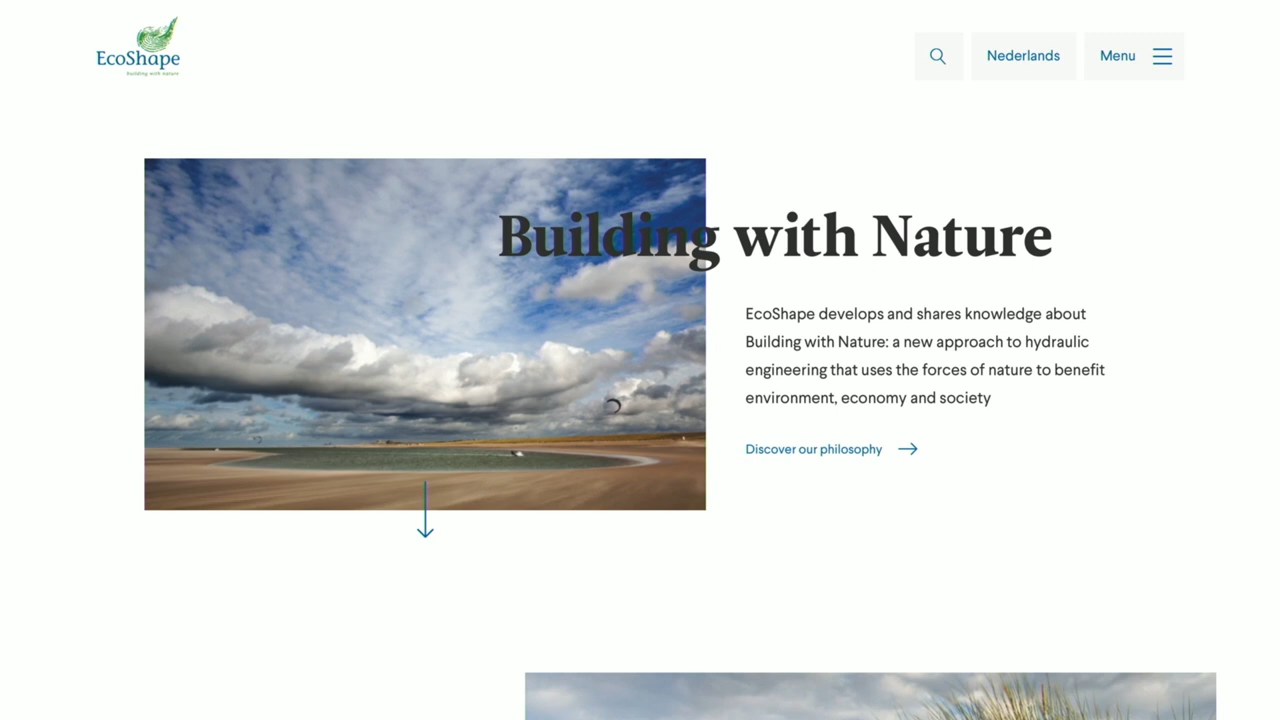 EcoShape
building with nature
Nederlands
Menu
Building with Nature
EcoShape develops and shares knowledge about
Building with Nature: a new approach to hydraulic
engineering that uses the forces of nature to benefit
environment, economy and society
Discover our philosophy